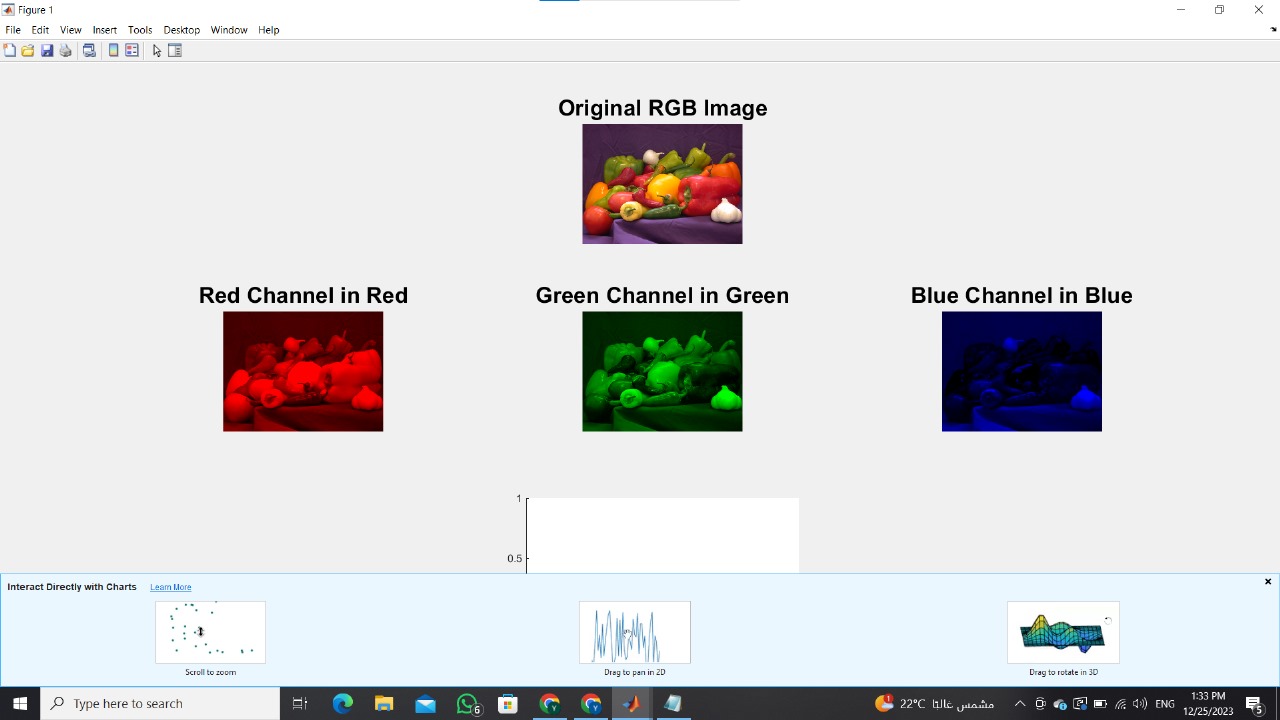 Figure 1
File Edit View Insert Tools Desktop Window Help
Original RGB Image
Red Channel in Red
Green Channel in Green
Blue Channel in Blue
1
0.5
Interact Directly with Charts Learn More
Scroll to zoom
Drag to pan in 2D
Drag to rotate in 3D
Type here to search
6
1
22°C مشمس غالبًا
ENG
1:33 PM
12/25/2023
5